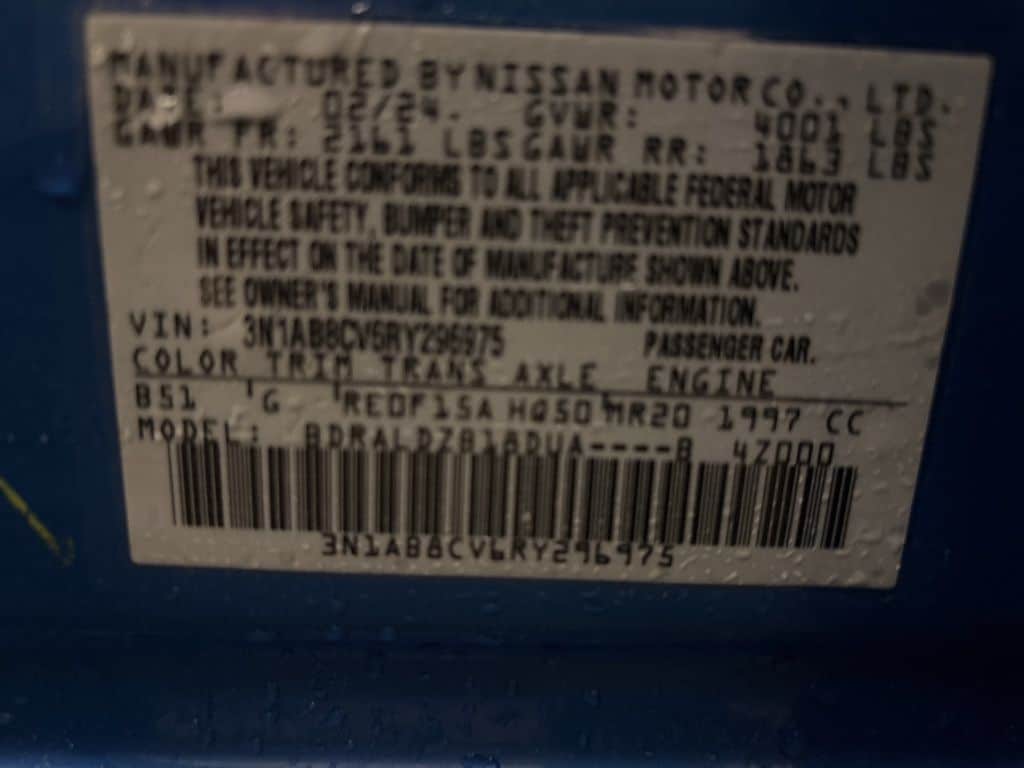 MANUFACTURED BY NISSAN MOTOR CO., LTD.
DATE: 02/24. GVWR: 4001 LBS
GAWR FR: 2161 LBS GAWR RR: 1863 LBS
THIS VEHICLE CONFORMS TO ALL APPLICABLE FEDERAL MOTOR
VEHICLE SAFETY, BUMPER AND THEFT PREVENTION STANDARDS
IN EFFECT ON THE DATE OF MANUFACTURE SHOWN ABOVE.
SEE OWNER'S MANUAL FOR ADDITIONAL INFORMATION.
VIN: 3N1AB8CV6RY296975 PASSENGER CAR.
COLOR TRIM TRANS AXLE ENGINE
B51 G RE0F15A HQ50 MR20 1997 CC
MODEL: BDRALDZB18DUA----B 4Z000
3N1AB8CV6RY296975